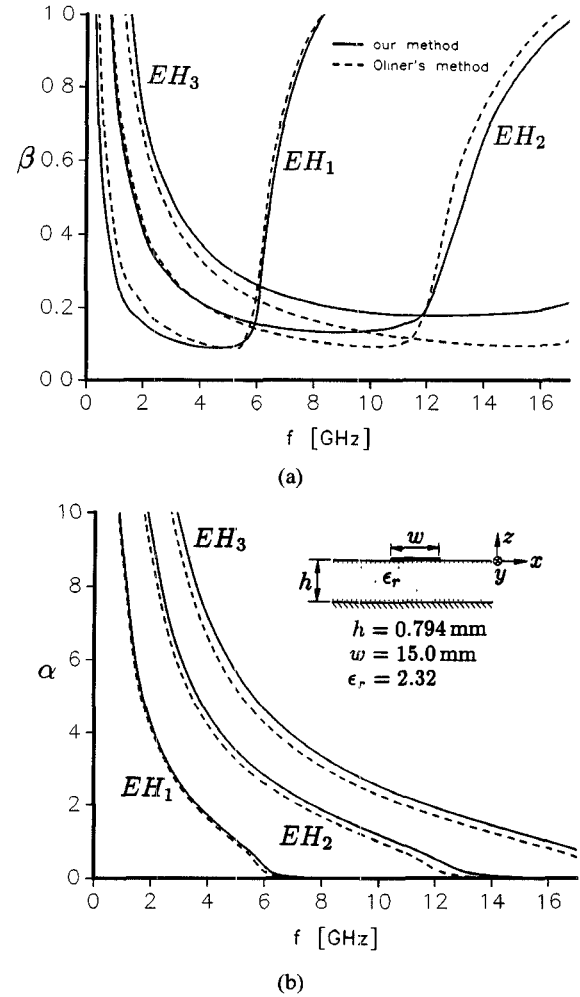 1 0
0.8
0.6
0 4
0.2
0 0
β
EH₃
our method
Oliner's method
EH₁
EH₂
0 2 4 6 8 10 12 14 16
f [GHz]
(a)
10
8
6
4
2
0
α
EH₃
EH₁
EH₂
w
z
x
y
h
ϵᵣ
h = 0.794 mm
w = 15.0 mm
ϵᵣ = 2.32
0 2 4 6 8 10 12 14 16
f [GHz]
(b)